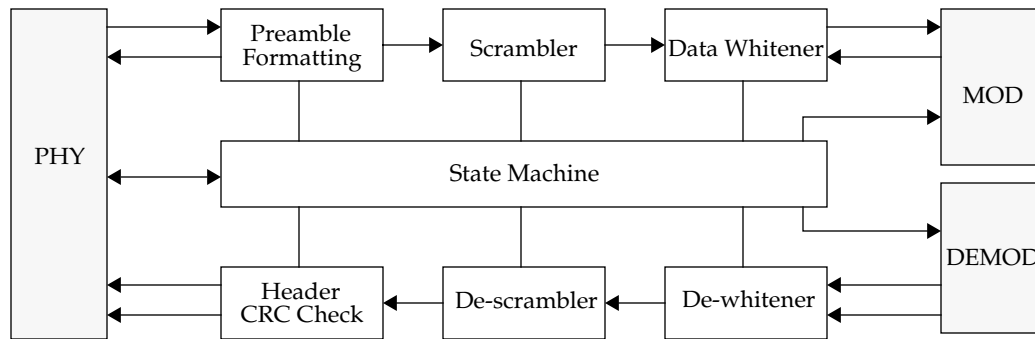 Preamble
Formatting
Scrambler
Data Whitener
MOD
PHY
State Machine
DEMOD
Header
CRC Check
De-scrambler
De-whitener